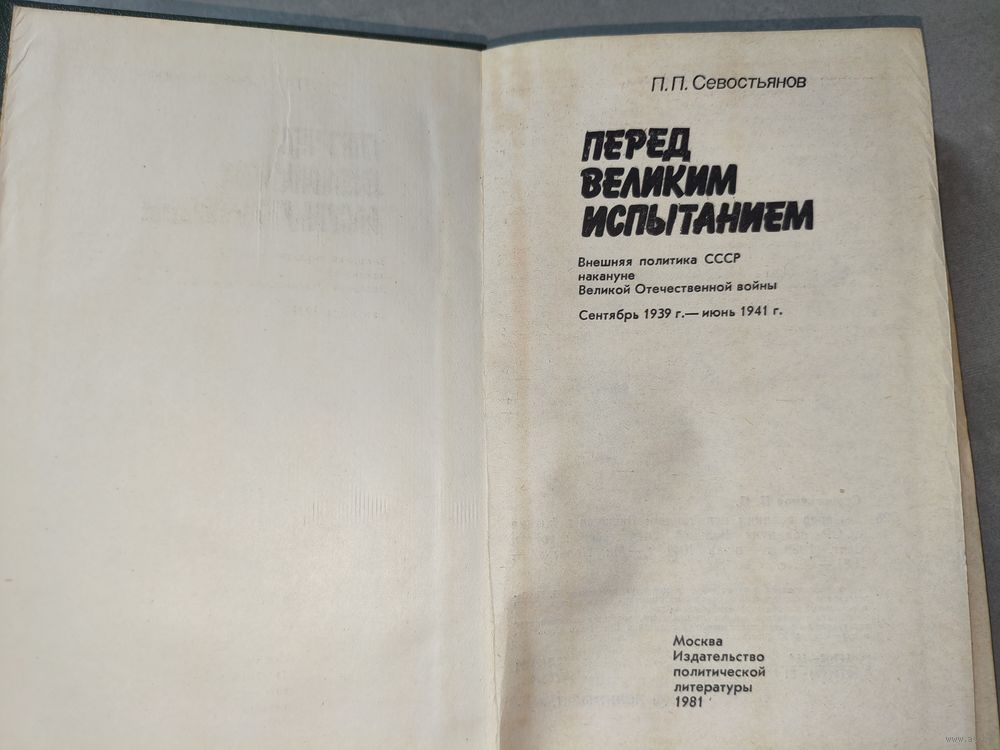 П. П. Севостьянов
ПЕРЕД
ВЕЛИКИМ
ИСПЫТАНИЕМ
Внешняя политика СССР
накануне
Великой Отечественной войны
Сентябрь 1939 г.— июнь 1941 г.
Москва
Издательство
политической
литературы
1981